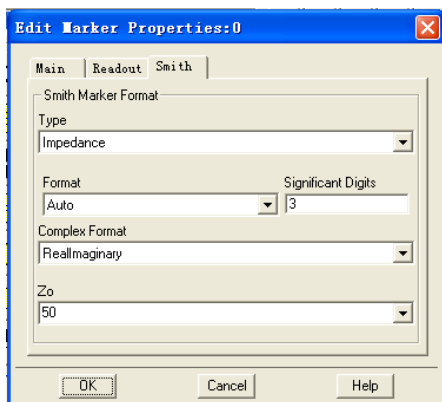 Edit Marker Properties:0
Main Readout Smith
Smith Marker Format
Type
Impedance
Format Significant Digits
Auto 3
Complex Format
RealImaginary
Zo
50
OK Cancel Help